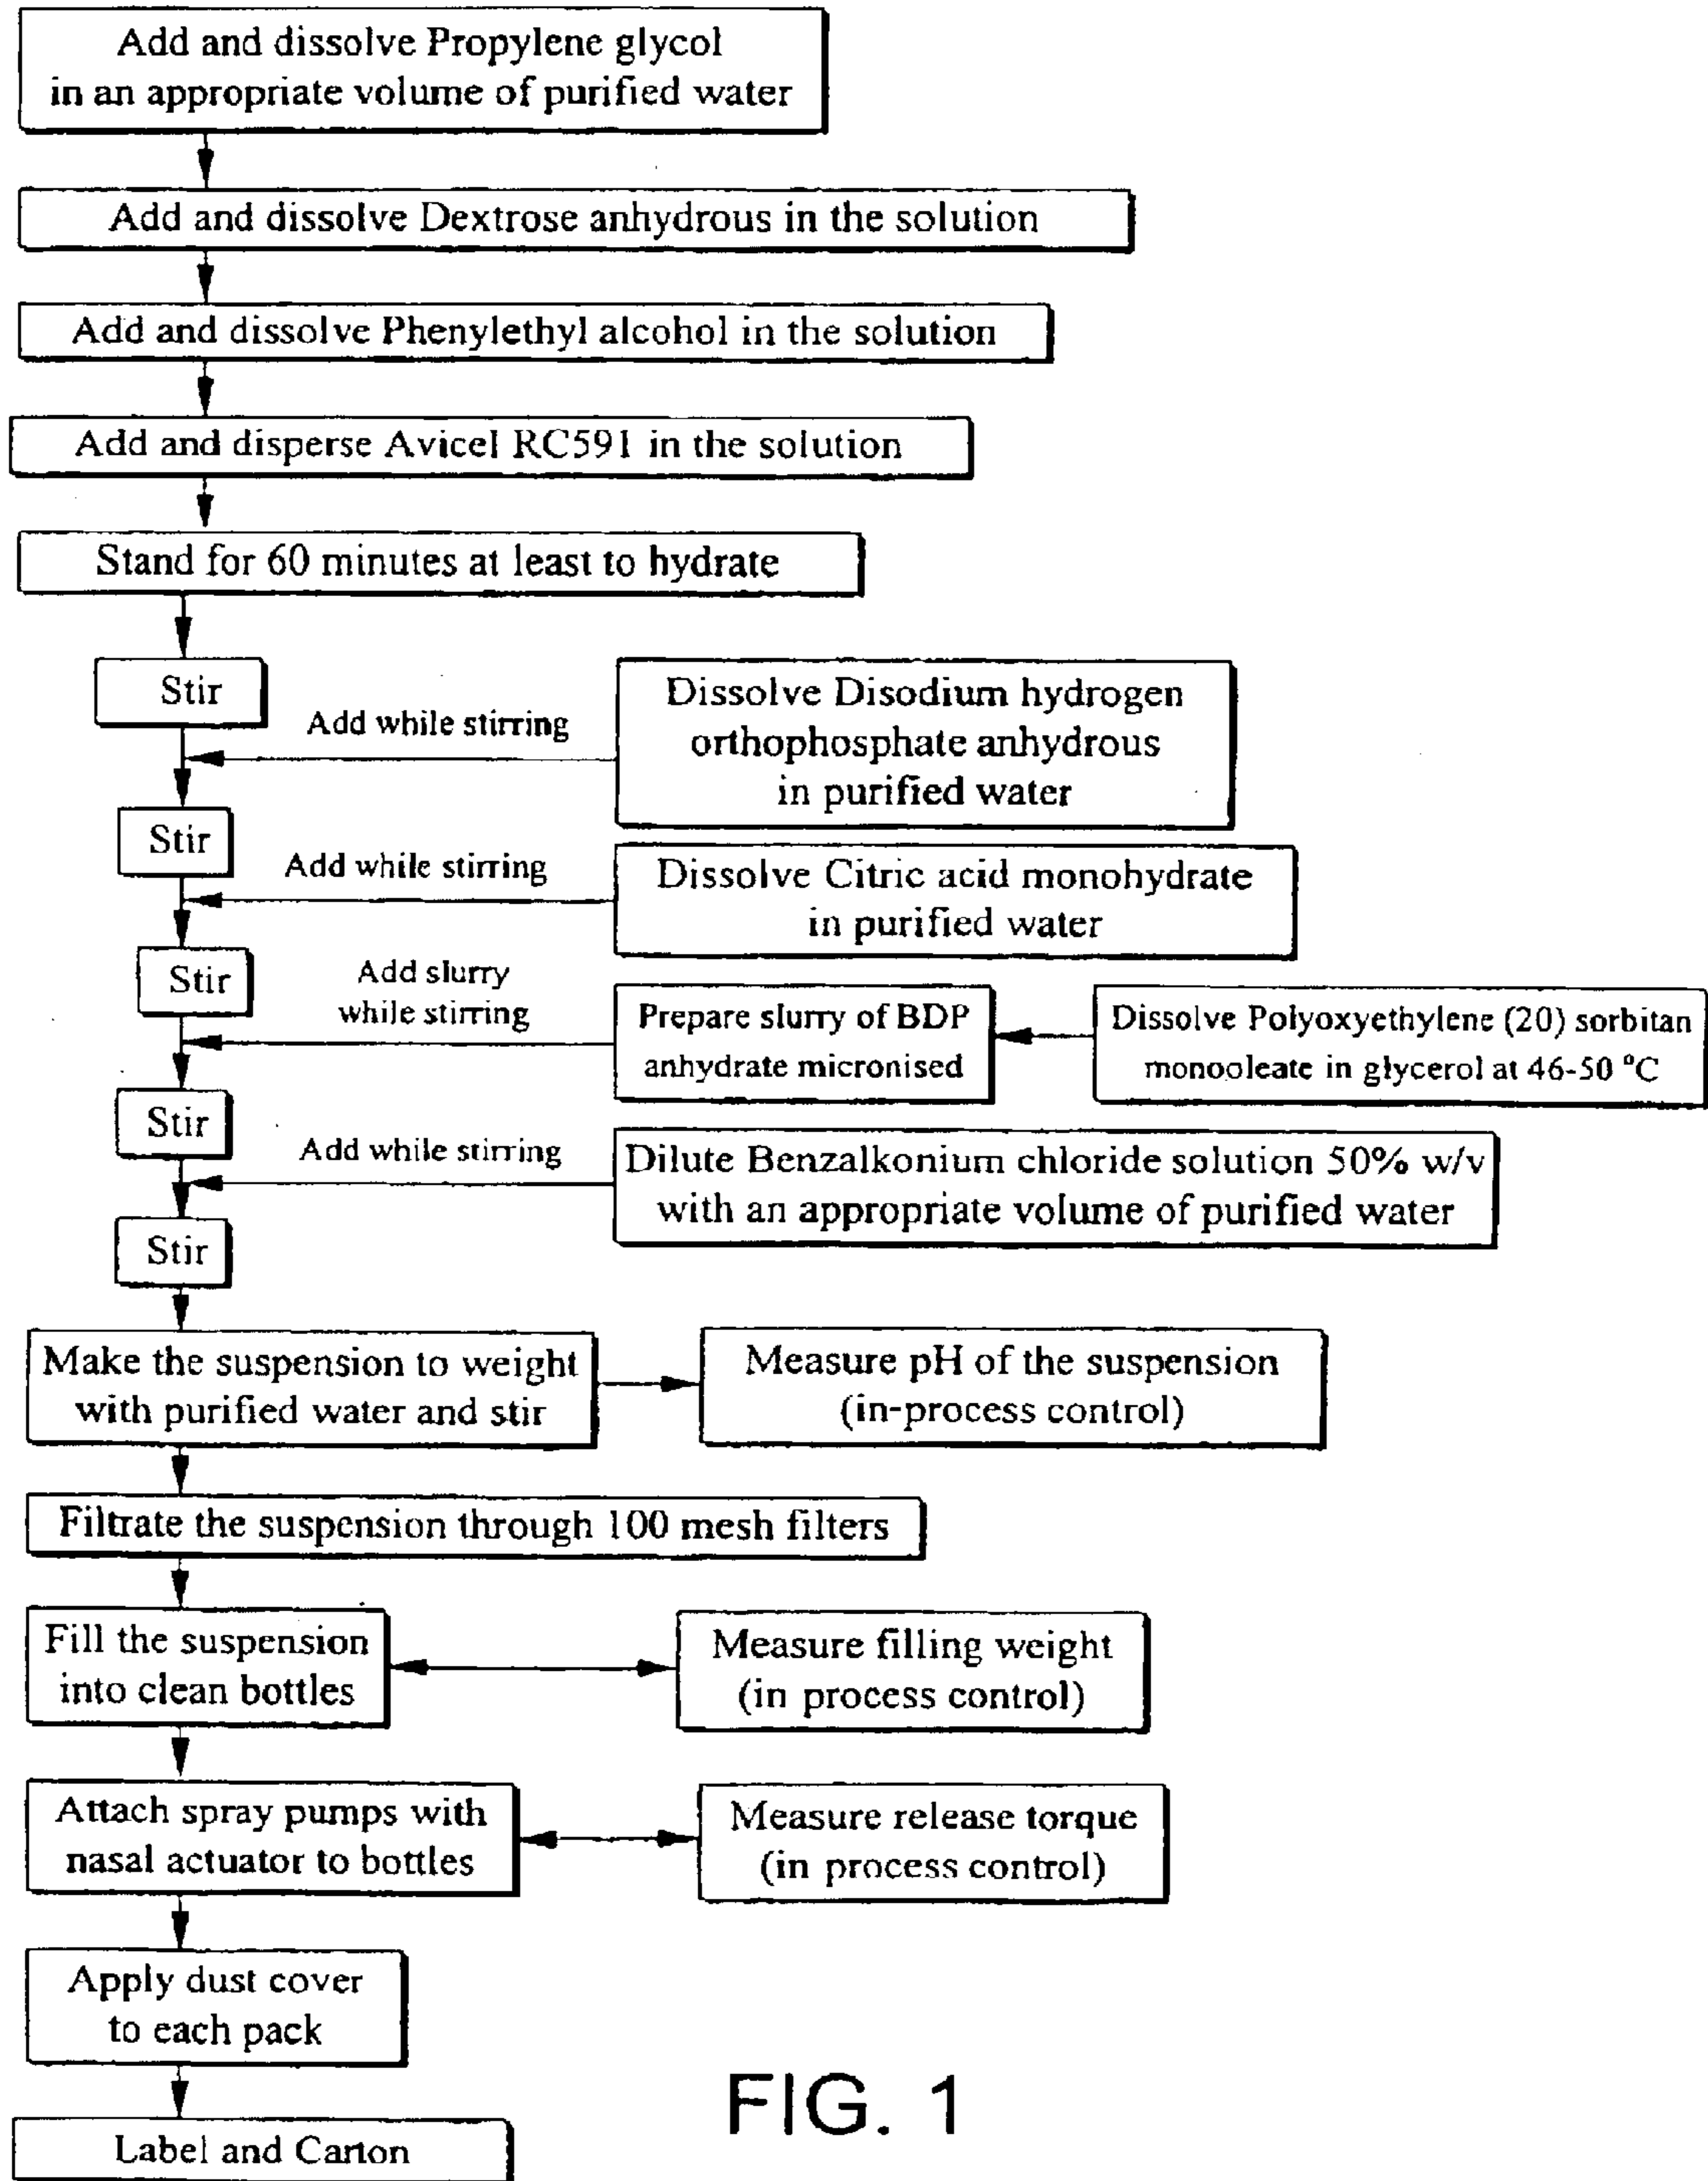 Add and dissolve Propylene glycol
in an appropriate volume of purified water
Add and dissolve Dextrose anhydrous in the solution
Add and dissolve Phenylethyl alcohol in the solution
Add and disperse Avicel RC591 in the solution
Stand for 60 minutes at least to hydrate
Stir
Add while stirring
Dissolve Disodium hydrogen
orthophosphate anhydrous
in purified water
Stir
Add while stirring
Dissolve Citric acid monohydrate
in purified water
Stir
Add slurry
while stirring
Prepare slurry of BDP
anhydrate micronised
Dissolve Polyoxyethylene (20) sorbitan
monooleate in glycerol at 46-50 °C
Stir
Add while stirring
Dilute Benzalkonium chloride solution 50% w/v
with an appropriate volume of purified water
Stir
Make the suspension to weight
with purified water and stir
Measure pH of the suspension
(in-process control)
Filtrate the suspension through 100 mesh filters
Fill the suspension
into clean bottles
Measure filling weight
(in process control)
Attach spray pumps with
nasal actuator to bottles
Measure release torque
(in process control)
Apply dust cover
to each pack
Label and Carton
FIG. 1